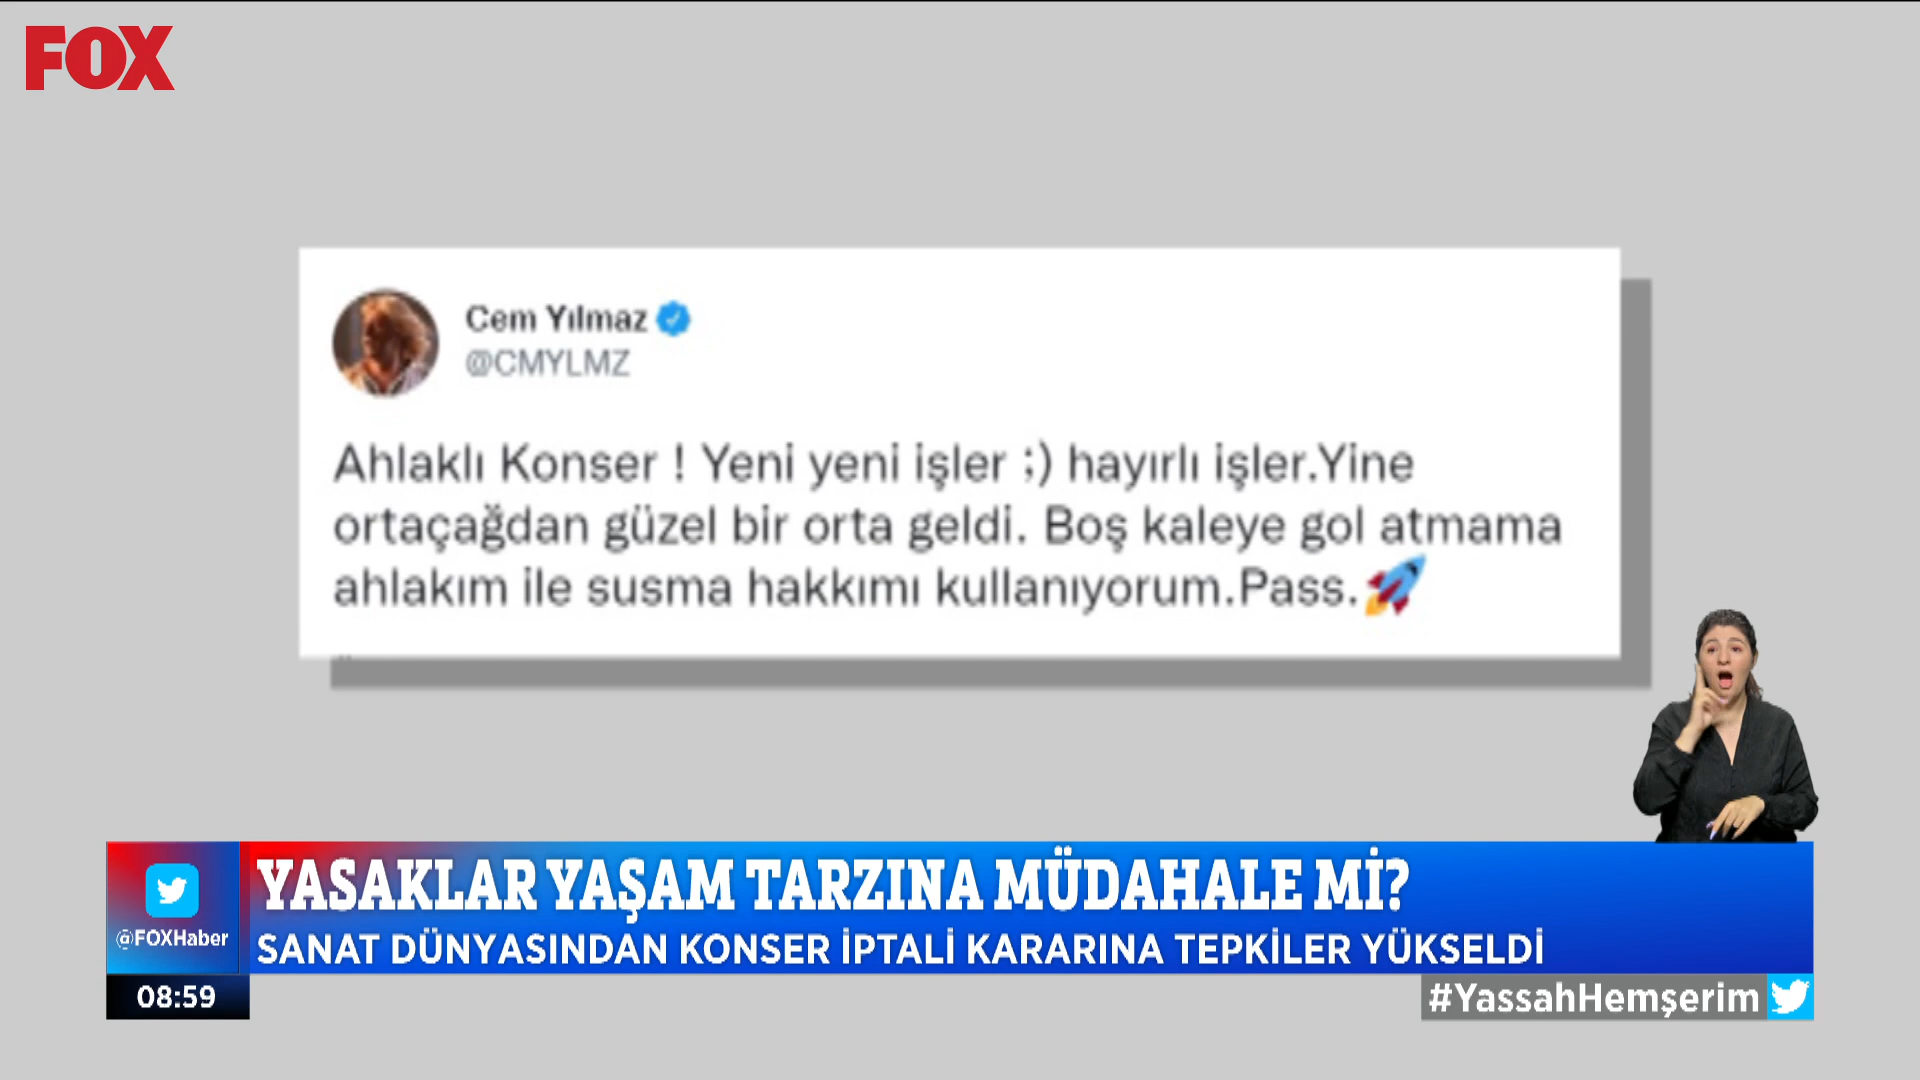 FOX
Cem Yılmaz
@CMYLMZ
Ahlaklı Konser ! Yeni yeni işler ;) hayırlı işler.Yine
ortaçağdan güzel bir orta geldi. Boş kaleye gol atmama
ahlakım ile susma hakkımı kullanıyorum.Pass.🚀
YASAKLAR YAŞAM TARZINA MÜDAHALE Mİ?
@FOXHaber
SANAT DÜNYASINDAN KONSER İPTALİ KARARINA TEPKİLER YÜKSELDİ
08:59
#YassahHemşerim